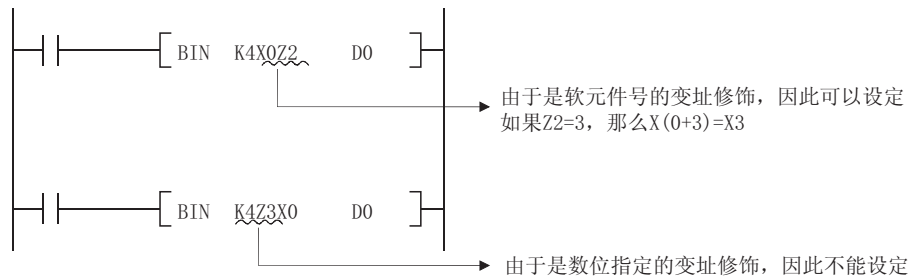 BIN K4X0Z2 D0
由于是软元件号的变址修饰，因此可以设定
如果Z2=3，那么X(0+3)=X3
BIN K4Z3X0 D0
由于是数位指定的变址修饰，因此不能设定